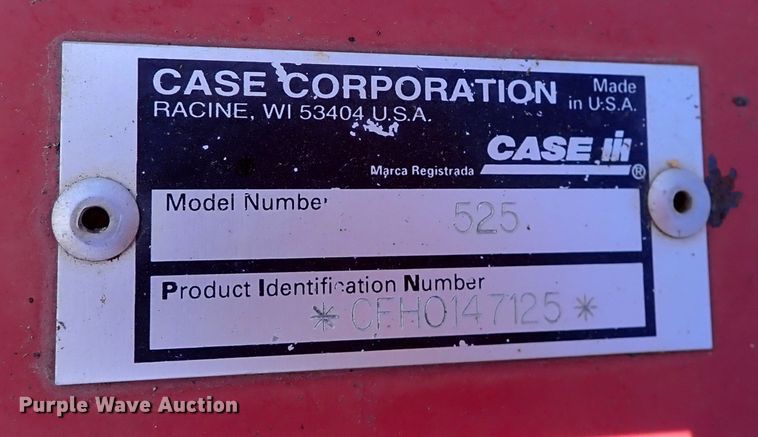 CASE CORPORATION
RACINE, WI 53404 U.S.A.
Made
in U.S.A.
CASE IH
Marca Registrada ®
Model Number
525
Product Identification Number
*CFH0147125*
Purple Wave Auction